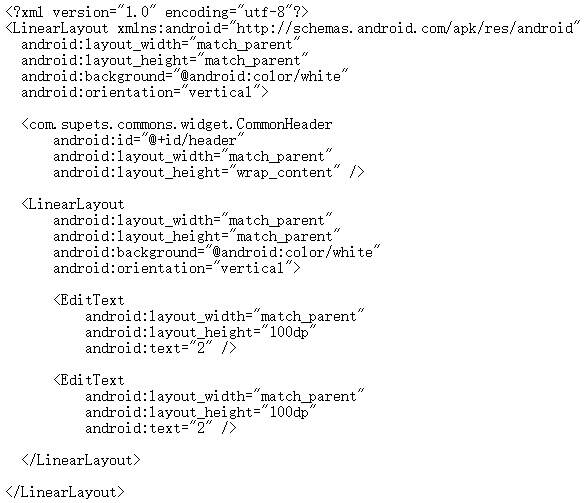 <?xml version="1.0" encoding="utf-8"?>
<LinearLayout xmlns:android="http://schemas.android.com/apk/res/android"
  android:layout_width="match_parent"
  android:layout_height="match_parent"
  android:background="@android:color/white"
  android:orientation="vertical">

  <com.supets.commons.widget.CommonHeader
      android:id="@+id/header"
      android:layout_width="match_parent"
      android:layout_height="wrap_content" />

  <LinearLayout
      android:layout_width="match_parent"
      android:layout_height="match_parent"
      android:background="@android:color/white"
      android:orientation="vertical">

      <EditText
          android:layout_width="match_parent"
          android:layout_height="100dp"
          android:text="2" />

      <EditText
          android:layout_width="match_parent"
          android:layout_height="100dp"
          android:text="2" />

  </LinearLayout>

</LinearLayout>